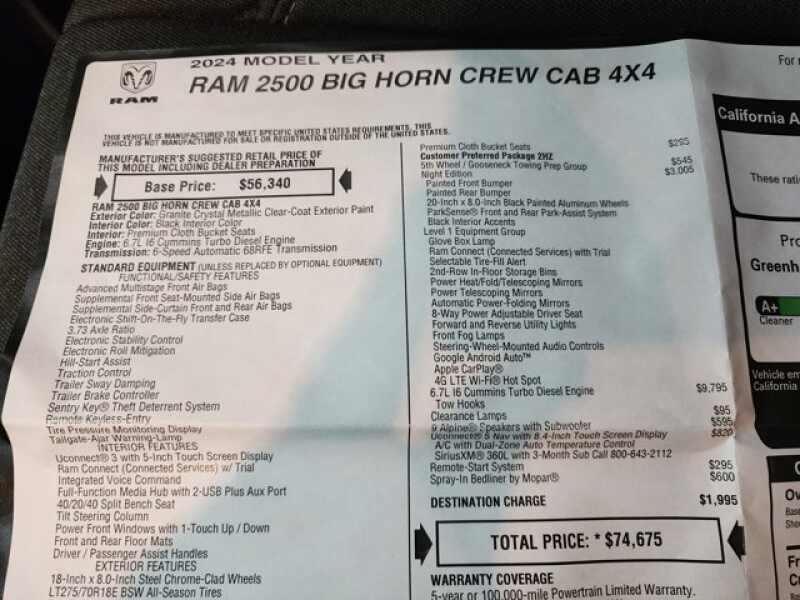 RAM
2024 MODEL YEAR
RAM 2500 BIG HORN CREW CAB 4X4
THIS VEHICLE IS MANUFACTURED TO MEET SPECIFIC UNITED STATES REQUIREMENTS. THIS
VEHICLE IS NOT MANUFACTURED FOR SALE OR REGISTRATION OUTSIDE OF THE UNITED STATES.
MANUFACTURER'S SUGGESTED RETAIL PRICE OF
THIS MODEL INCLUDING DEALER PREPARATION
Base Price: $56,340
RAM 2500 BIG HORN CREW CAB 4X4
Exterior Color: Granite Crystal Metallic Clear-Coat Exterior Paint
Interior Color: Black Interior Color
Interior: Premium Cloth Bucket Seats
Engine: 6.7L I6 Cummins Turbo Diesel Engine
Transmission: 6-Speed Automatic 68RFE Transmission
STANDARD EQUIPMENT (UNLESS REPLACED BY OPTIONAL EQUIPMENT)
FUNCTIONAL/SAFETY FEATURES
Advanced Multistage Front Air Bags
Supplemental Front Seat-Mounted Side Air Bags
Supplemental Side-Curtain Front and Rear Air Bags
Electronic Shift-On-The-Fly Transfer Case
3.73 Axle Ratio
Electronic Stability Control
Electronic Roll Mitigation
Hill-Start Assist
Traction Control
Trailer Sway Damping
Trailer Brake Controller
Sentry Key® Theft Deterrent System
Remote Keyless-Entry
Tire Pressure Monitoring Display
Tailgate-Ajar Warning-Lamp
INTERIOR FEATURES
Uconnect® 3 with 5-Inch Touch Screen Display
Ram Connect (Connected Services) w/ Trial
Integrated Voice Command
Full-Function Media Hub with 2-USB Plus Aux Port
40/20/40 Split Bench Seat
Tilt Steering Column
Power Front Windows with 1-Touch Up / Down
Front and Rear Floor Mats
Driver / Passenger Assist Handles
EXTERIOR FEATURES
18-Inch x 8.0-Inch Steel Chrome-Clad Wheels
LT275/70R18E BSW All-Season Tires
Premium Cloth Bucket Seats $295
Customer Preferred Package 2HZ
5th Wheel / Gooseneck Towing Prep Group $545
Night Edition $3,005
Painted Front Bumper
Painted Rear Bumper
20-Inch x 8.0-Inch Black Painted Aluminum Wheels
ParkSense® Front and Rear Park-Assist System
Black Interior Accents
Level 1 Equipment Group
Glove Box Lamp
Ram Connect (Connected Services) with Trial
Selectable Tire-Fill Alert
2nd-Row In-Floor Storage Bins
Power Heat/Fold/Telescoping Mirrors
Power Telescoping Mirrors
Automatic Power-Folding Mirrors
8-Way Power Adjustable Driver Seat
Forward and Reverse Utility Lights
Front Fog Lamps
Steering-Wheel-Mounted Audio Controls
Google Android Auto™
Apple CarPlay®
4G LTE Wi-Fi® Hot Spot
6.7L I6 Cummins Turbo Diesel Engine $9,795
Tow Hooks
Clearance Lamps $95
9 Alpine® Speakers with Subwoofer $595
Uconnect® 5 Nav with 8.4-Inch Touch Screen Display $820
A/C with Dual-Zone Auto Temperature Control
SiriusXM® 360L with 3-Month Sub Call 800-643-2112
Remote-Start System $295
Spray-In Bedliner by Mopar® $600
DESTINATION CHARGE $1,995
TOTAL PRICE: * $74,675
WARRANTY COVERAGE
5-year or 100,000-mile Powertrain Limited Warranty.
For
California A
These rati
Pro
Greenh
A+
Cleaner
Vehicle em
California
Ow
Base
Fr